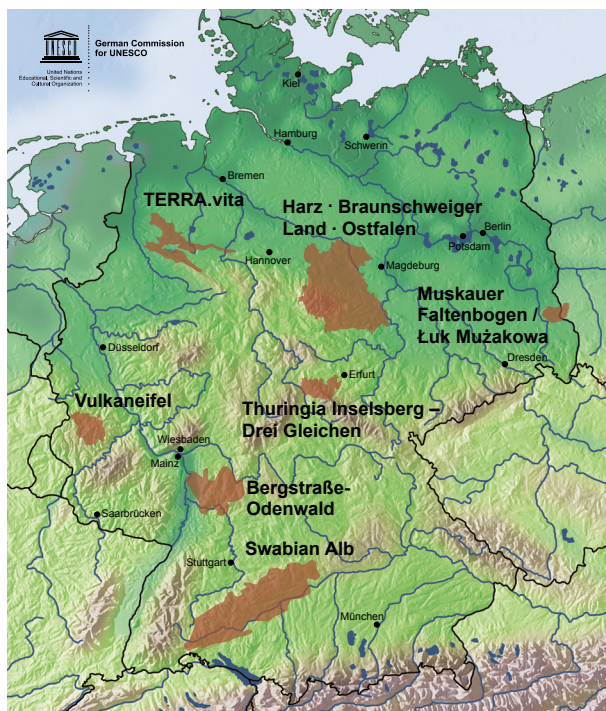 UNESCO
German Commission
for UNESCO
United Nations
Educational, Scientific and
Cultural Organization
Kiel
Hamburg
Schwerin
Bremen
TERRA.vita
Harz · Braunschweiger
Land · Ostfalen
Berlin
Potsdam
Hannover
Magdeburg
Muskauer
Faltenbogen /
Łuk Mużakowa
Düsseldorf
Dresden
Erfurt
Vulkaneifel
Thuringia Inselsberg –
Drei Gleichen
Wiesbaden
Mainz
Bergstraße-
Odenwald
Saarbrücken
Swabian Alb
Stuttgart
München